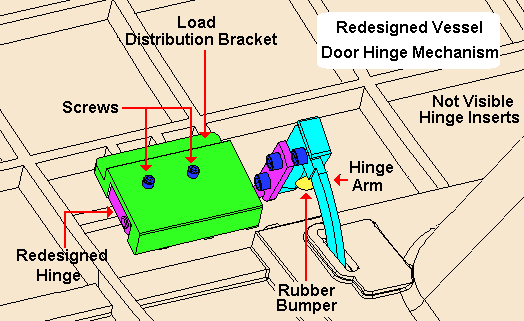 Redesigned Vessel
Door Hinge Mechanism
Load
Distribution Bracket
Screws
Not Visible
Hinge Inserts
Hinge
Arm
Redesigned
Hinge
Rubber
Bumper